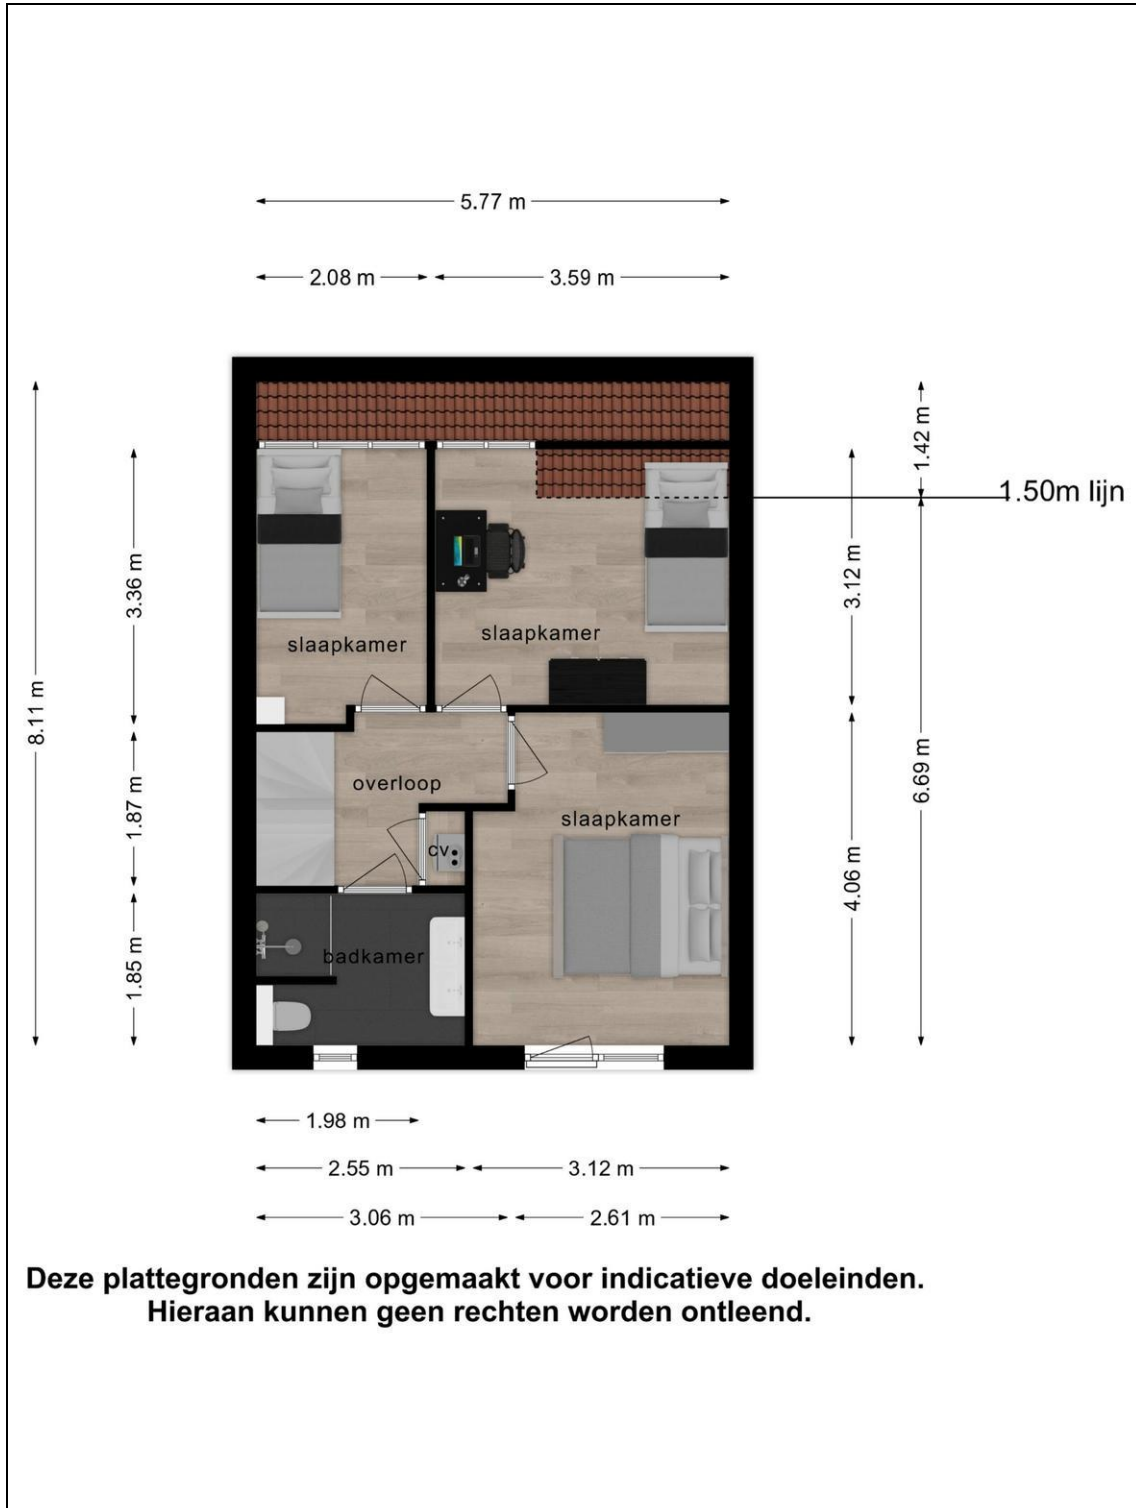 5.77 m
2.08 m
3.59 m
1.42 m
1.50m lijn
3.36 m
3.12 m
slaapkamer
slaapkamer
8.11 m
6.69 m
overloop
1.87 m
slaapkamer
cv
4.06 m
badkamer
1.85 m
1.98 m
2.55 m
3.12 m
3.06 m
2.61 m
Deze plattegronden zijn opgemaakt voor indicatieve doeleinden.
Hieraan kunnen geen rechten worden ontleend.